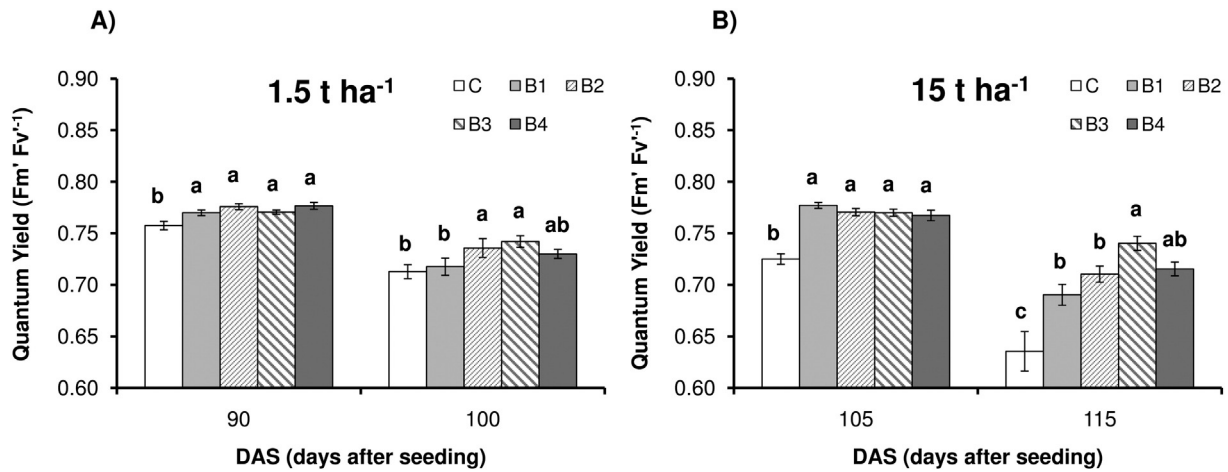 A)
1.5 t ha-1
C B1 B2
B3 B4
Quantum Yield (Fm' Fv'-1)
0.90
0.85
0.80
0.75
0.70
0.65
0.60
b a a a a
b b a a ab
90 100
DAS (days after seeding)
B)
15 t ha-1
C B1 B2
B3 B4
Quantum Yield (Fm' Fv'-1)
0.90
0.85
0.80
0.75
0.70
0.65
0.60
b a a a a
c b b a ab
105 115
DAS (days after seeding)